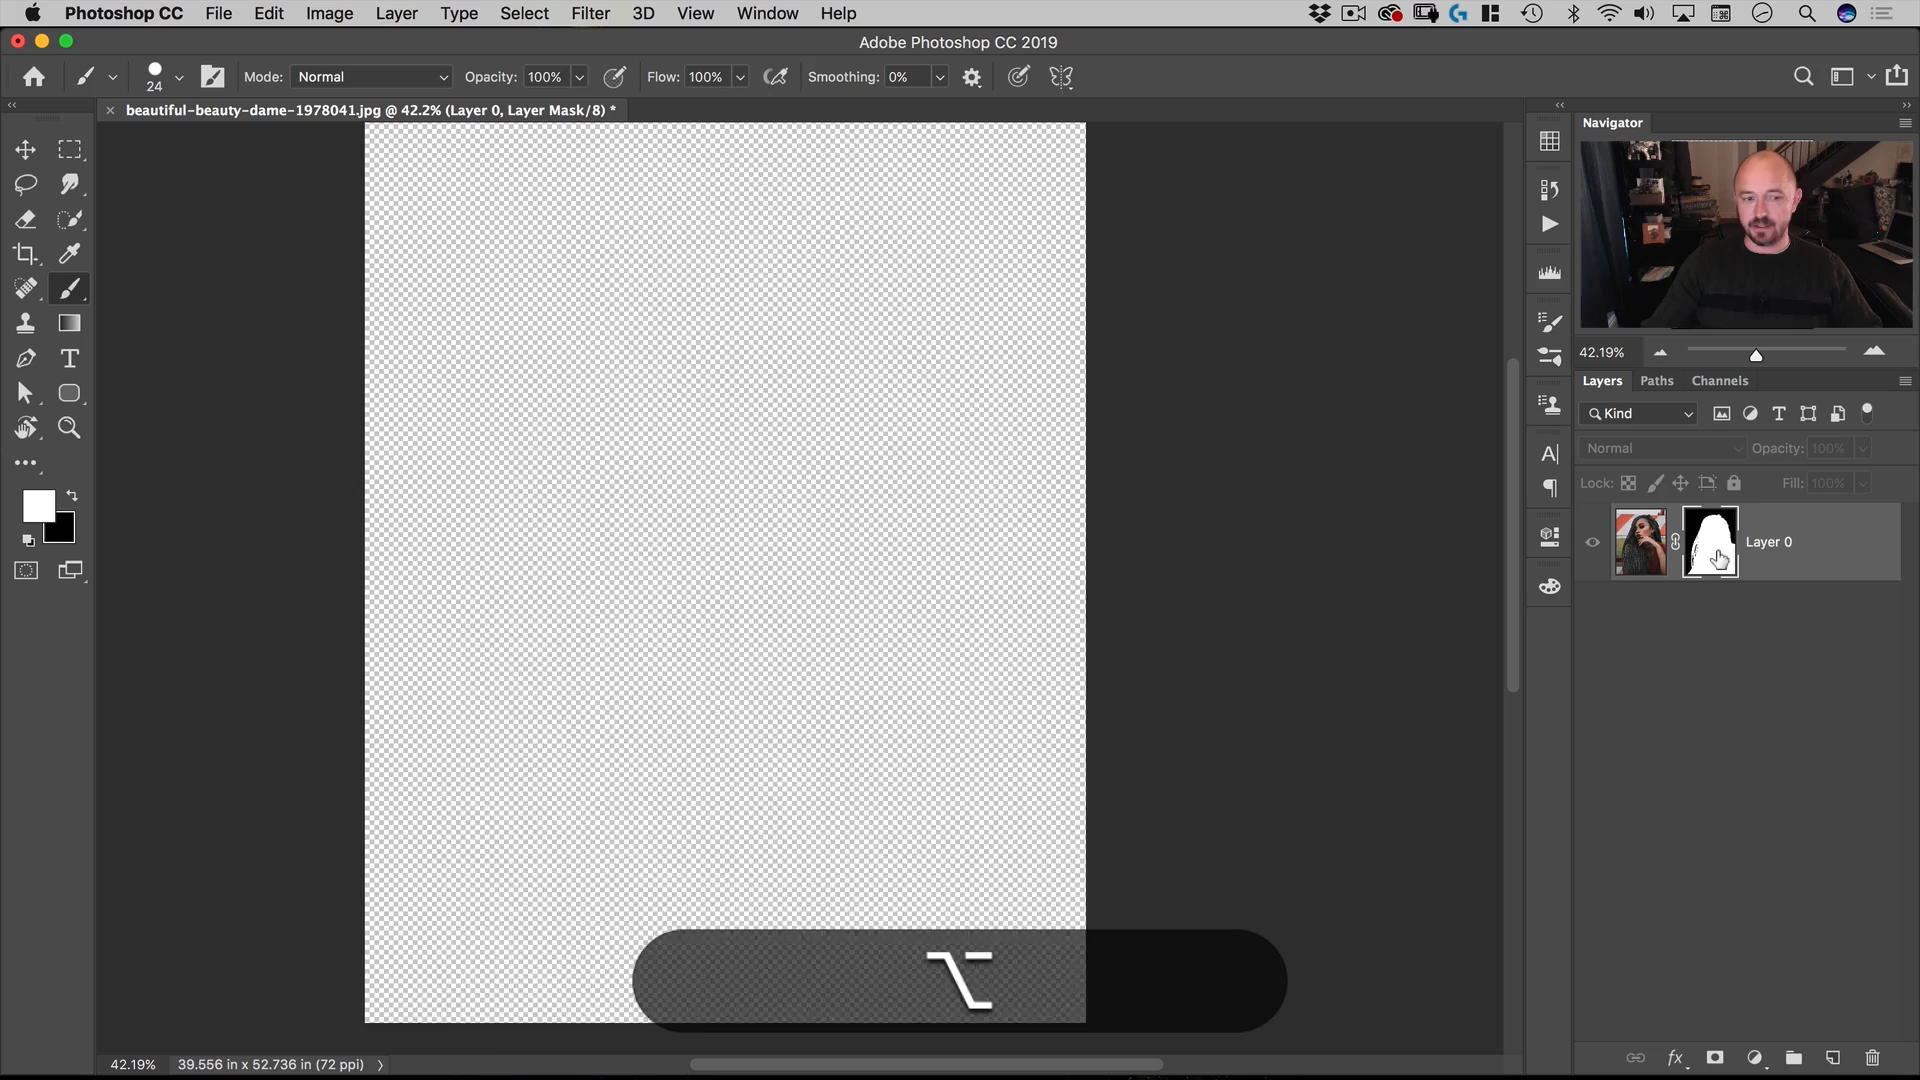 Photoshop CC File Edit Image Layer Type Select Filter 3D View Window Help
Adobe Photoshop CC 2019
24 Mode: Normal Opacity: 100% Flow: 100% Smoothing: 0%
beautiful-beauty-dame-1978041.jpg @ 42.2% (Layer 0, Layer Mask/8) *
Navigator
42.19%
Layers Paths Channels
Kind
Normal Opacity: 100%
Lock: Fill: 100%
Layer 0
42.19% 39.556 in x 52.736 in (72 ppi)